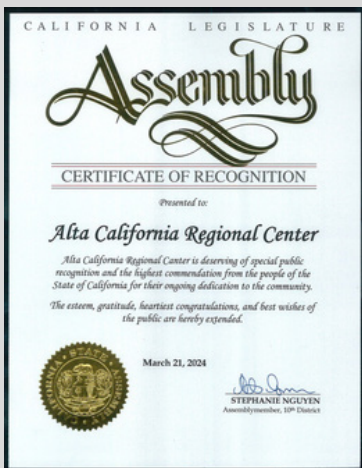 CALIFORNIA LEGISLATURE
Assembly
CERTIFICATE OF RECOGNITION
Presented to:
Alta California Regional Center
Alta California Regional Center is deserving of special public
recognition and the highest commendation from the people of the
State of California for their ongoing dedication to the community.
The esteem, gratitude, heartiest congratulations, and best wishes of
the public are hereby extended.
March 21, 2024
STEPHANIE NGUYEN
Assemblymember, 10th District